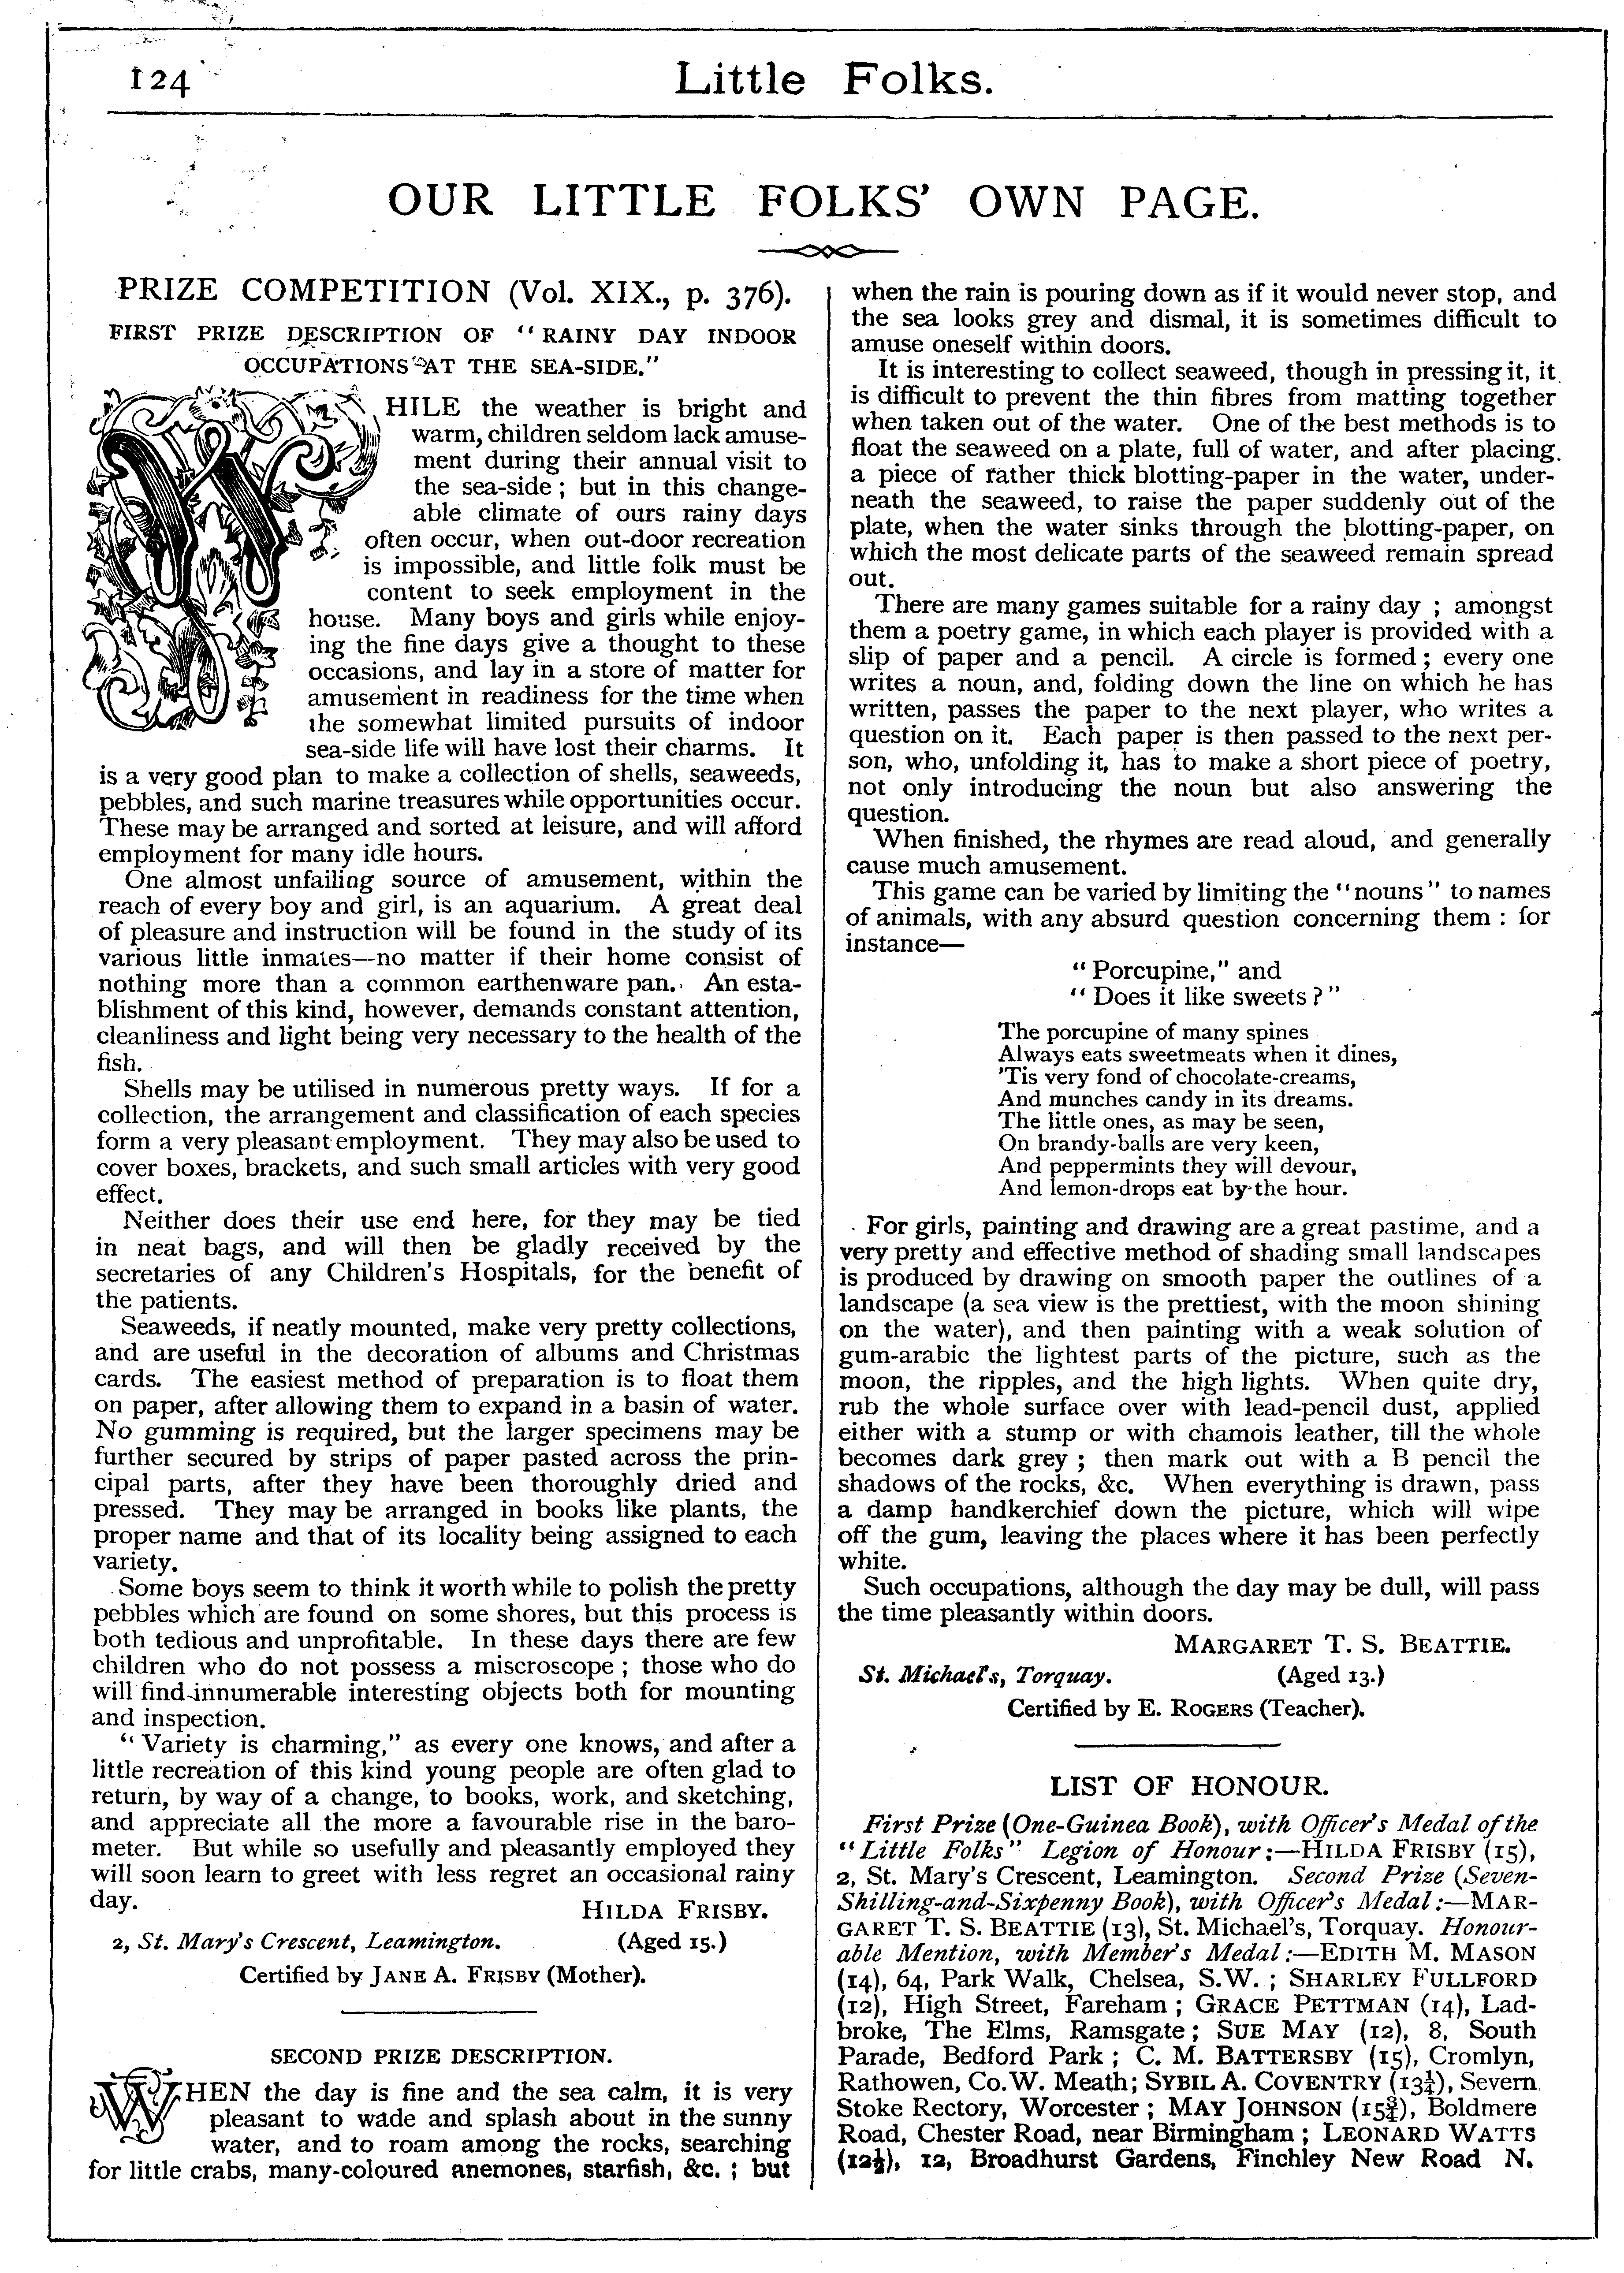 124
Little Folks.
OUR LITTLE FOLKS' OWN PAGE.
PRIZE COMPETITION (Vol. XIX., p. 376).
FIRST PRIZE DESCRIPTION OF "RAINY DAY INDOOR
OCCUPATIONS AT THE SEA-SIDE."
WHILE the weather is bright and
warm, children seldom lack amuse-
ment during their annual visit to
the sea-side; but in this change-
able climate of ours rainy days
often occur, when out-door recreation
is impossible, and little folk must be
content to seek employment in the
house. Many boys and girls while enjoy-
ing the fine days give a thought to these
occasions, and lay in a store of matter for
amusement in readiness for the time when
the somewhat limited pursuits of indoor
sea-side life will have lost their charms. It
is a very good plan to make a collection of shells, seaweeds,
pebbles, and such marine treasures while opportunities occur.
These may be arranged and sorted at leisure, and will afford
employment for many idle hours.
One almost unfailing source of amusement, within the
reach of every boy and girl, is an aquarium. A great deal
of pleasure and instruction will be found in the study of its
various little inmates—no matter if their home consist of
nothing more than a common earthenware pan. An esta-
blishment of this kind, however, demands constant attention,
cleanliness and light being very necessary to the health of the
fish.
Shells may be utilised in numerous pretty ways. If for a
collection, the arrangement and classification of each species
form a very pleasant employment. They may also be used to
cover boxes, brackets, and such small articles with very good
effect.
Neither does their use end here, for they may be tied
in neat bags, and will then be gladly received by the
secretaries of any Children's Hospitals, for the benefit of
the patients.
Seaweeds, if neatly mounted, make very pretty collections,
and are useful in the decoration of albums and Christmas
cards. The easiest method of preparation is to float them
on paper, after allowing them to expand in a basin of water.
No gumming is required, but the larger specimens may be
further secured by strips of paper pasted across the prin-
cipal parts, after they have been thoroughly dried and
pressed. They may be arranged in books like plants, the
proper name and that of its locality being assigned to each
variety.
Some boys seem to think it worth while to polish the pretty
pebbles which are found on some shores, but this process is
both tedious and unprofitable. In these days there are few
children who do not possess a miscroscope; those who do
will find innumerable interesting objects both for mounting
and inspection.
"Variety is charming," as every one knows, and after a
little recreation of this kind young people are often glad to
return, by way of a change, to books, work, and sketching,
and appreciate all the more a favourable rise in the baro-
meter. But while so usefully and pleasantly employed they
will soon learn to greet with less regret an occasional rainy
day.
HILDA FRISBY.
2, St. Mary's Crescent, Leamington. (Aged 15.)
Certified by JANE A. FRISBY (Mother).
SECOND PRIZE DESCRIPTION.
WHEN the day is fine and the sea calm, it is very
pleasant to wade and splash about in the sunny
water, and to roam among the rocks, searching
for little crabs, many-coloured anemones, starfish, &c.; but
when the rain is pouring down as if it would never stop, and
the sea looks grey and dismal, it is sometimes difficult to
amuse oneself within doors.
It is interesting to collect seaweed, though in pressing it, it
is difficult to prevent the thin fibres from matting together
when taken out of the water. One of the best methods is to
float the seaweed on a plate, full of water, and after placing
a piece of rather thick blotting-paper in the water, under-
neath the seaweed, to raise the paper suddenly out of the
plate, when the water sinks through the blotting-paper, on
which the most delicate parts of the seaweed remain spread
out.
There are many games suitable for a rainy day; amongst
them a poetry game, in which each player is provided with a
slip of paper and a pencil. A circle is formed; every one
writes a noun, and, folding down the line on which he has
written, passes the paper to the next player, who writes a
question on it. Each paper is then passed to the next per-
son, who, unfolding it, has to make a short piece of poetry,
not only introducing the noun but also answering the
question.
When finished, the rhymes are read aloud, and generally
cause much amusement.
This game can be varied by limiting the "nouns" to names
of animals, with any absurd question concerning them: for
instance—
"Porcupine," and
"Does it like sweets?"
The porcupine of many spines
Always eats sweetmeats when it dines,
'Tis very fond of chocolate-creams,
And munches candy in its dreams.
The little ones, as may be seen,
On brandy-balls are very keen,
And peppermints they will devour,
And lemon-drops eat by the hour.
For girls, painting and drawing are a great pastime, and a
very pretty and effective method of shading small landscapes
is produced by drawing on smooth paper the outlines of a
landscape (a sea view is the prettiest, with the moon shining
on the water), and then painting with a weak solution of
gum-arabic the lightest parts of the picture, such as the
moon, the ripples, and the high lights. When quite dry,
rub the whole surface over with lead-pencil dust, applied
either with a stump or with chamois leather, till the whole
becomes dark grey; then mark out with a B pencil the
shadows of the rocks, &c. When everything is drawn, pass
a damp handkerchief down the picture, which will wipe
off the gum, leaving the places where it has been perfectly
white.
Such occupations, although the day may be dull, will pass
the time pleasantly within doors.
MARGARET T. S. BEATTIE.
St. Michael's, Torquay. (Aged 13.)
Certified by E. ROGERS (Teacher).
LIST OF HONOUR.
First Prize (One-Guinea Book), with Officer's Medal of the
"Little Folks" Legion of Honour:—HILDA FRISBY (15),
2, St. Mary's Crescent, Leamington. Second Prize (Seven-
Shilling-and-Sixpenny Book), with Officer's Medal:—MAR-
GARET T. S. BEATTIE (13), St. Michael's, Torquay. Honour-
able Mention, with Member's Medal:—EDITH M. MASON
(14), 64, Park Walk, Chelsea, S.W.; SHARLEY FULLFORD
(12), High Street, Fareham; GRACE PETTMAN (14), Lad-
broke, The Elms, Ramsgate; SUE MAY (12), 8, South
Parade, Bedford Park; C. M. BATTERSBY (15), Cromlyn,
Rathowen, Co. W. Meath; SYBIL A. COVENTRY (13¼), Severn
Stoke Rectory, Worcester; MAY JOHNSON (15¾), Boldmere
Road, Chester Road, near Birmingham; LEONARD WATTS
(12½), 12, Broadhurst Gardens, Finchley New Road N.